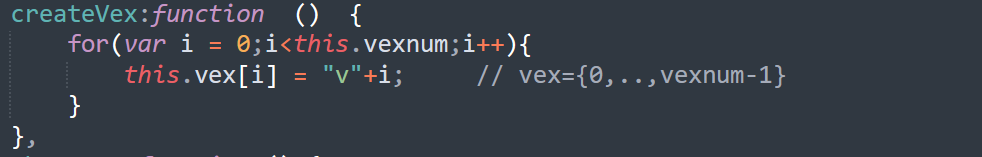 createVex:function () {
for(var i = 0;i<this.vexnum;i++){
this.vex[i] = "v"+i; // vex={0,..,vexnum-1}
}
},